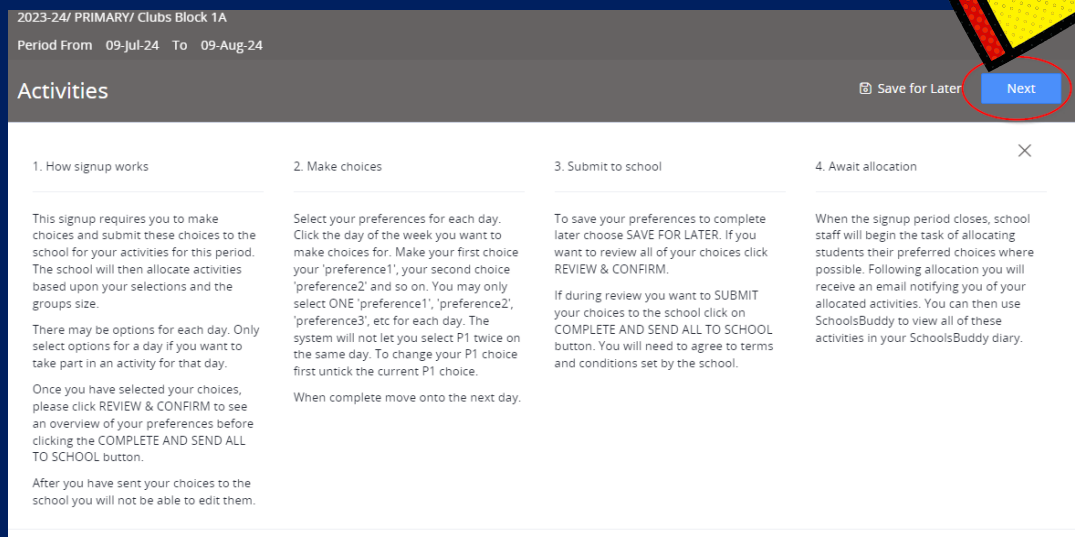 2023-24/ PRIMARY/ Clubs Block 1A
Period From 09-Jul-24 To 09-Aug-24
Activities
Save for Later
Next
1. How signup works
This signup requires you to make
choices and submit these choices to the
school for your activities for this period.
The school will then allocate activities
based upon your selections and the
groups size.
There may be options for each day. Only
select options for a day if you want to
take part in an activity for that day.
Once you have selected your choices,
please click REVIEW & CONFIRM to see
an overview of your preferences before
clicking the COMPLETE AND SEND ALL
TO SCHOOL button.
After you have sent your choices to the
school you will not be able to edit them.
2. Make choices
Select your preferences for each day.
Click the day of the week you want to
make choices for. Make your first choice
your 'preference1', your second choice
'preference2' and so on. You may only
select ONE 'preference1', 'preference2',
'preference3', etc for each day. The
system will not let you select P1 twice on
the same day. To change your P1 choice
first untick the current P1 choice.
When complete move onto the next day.
3. Submit to school
To save your preferences to complete
later choose SAVE FOR LATER. If you
want to review all of your choices click
REVIEW & CONFIRM.
If during review you want to SUBMIT
your choices to the school click on
COMPLETE AND SEND ALL TO SCHOOL
button. You will need to agree to terms
and conditions set by the school.
4. Await allocation
When the signup period closes, school
staff will begin the task of allocating
students their preferred choices where
possible. Following allocation you will
receive an email notifying you of your
allocated activities. You can then use
SchoolsBuddy to view all of these
activities in your SchoolsBuddy diary.